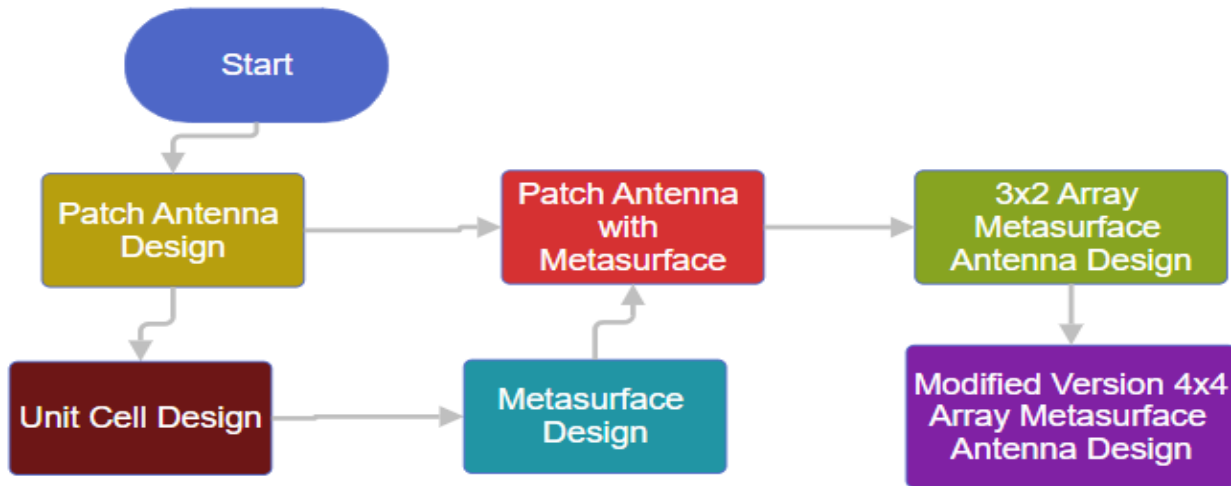 Start
Patch Antenna
Design
Patch Antenna
with
Metasurface
3x2 Array
Metasurface
Antenna Design
Unit Cell Design
Metasurface
Design
Modified Version 4x4
Array Metasurface
Antenna Design